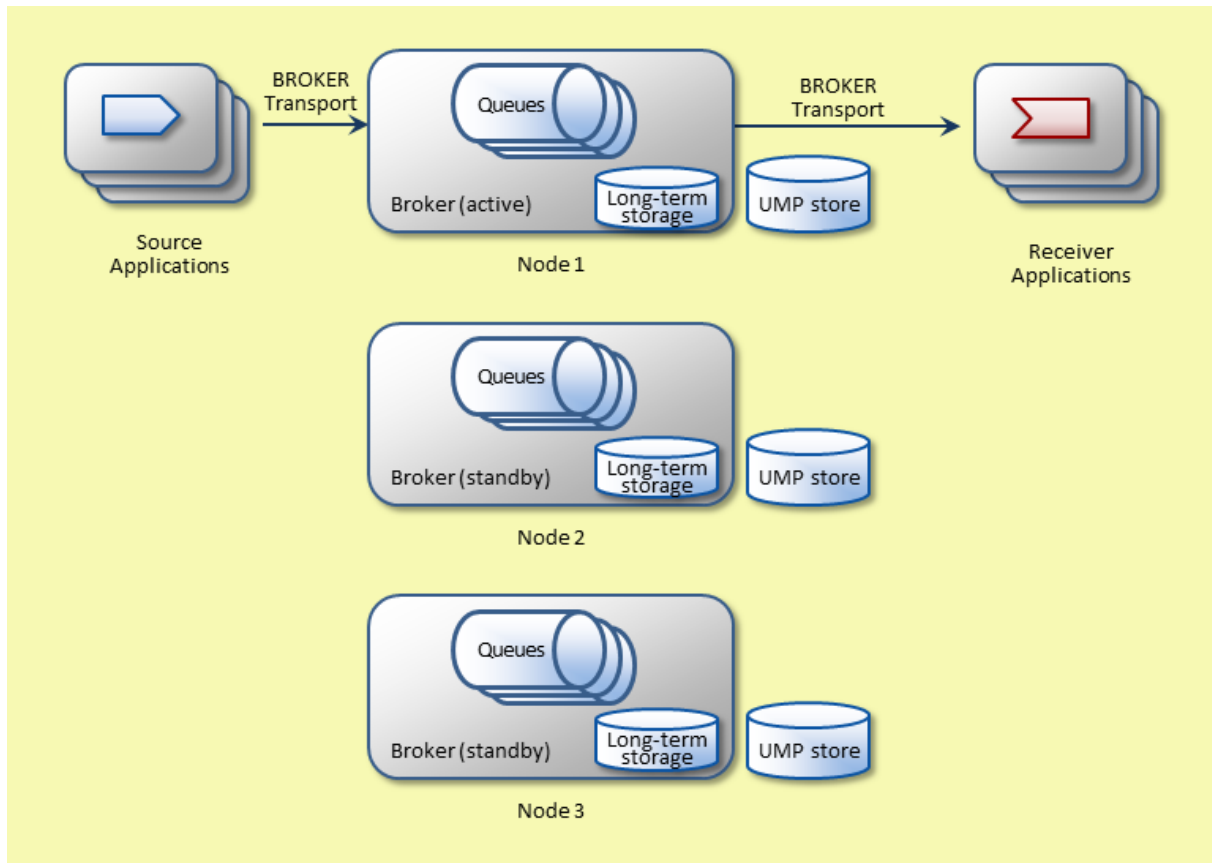 BROKER
Transport
Queues
BROKER
Transport
Broker (active)
Long-term
storage
UMP store
Source
Applications
Node 1
Receiver
Applications
Queues
Broker (standby)
Long-term
storage
UMP store
Node 2
Queues
Broker (standby)
Long-term
storage
UMP store
Node 3